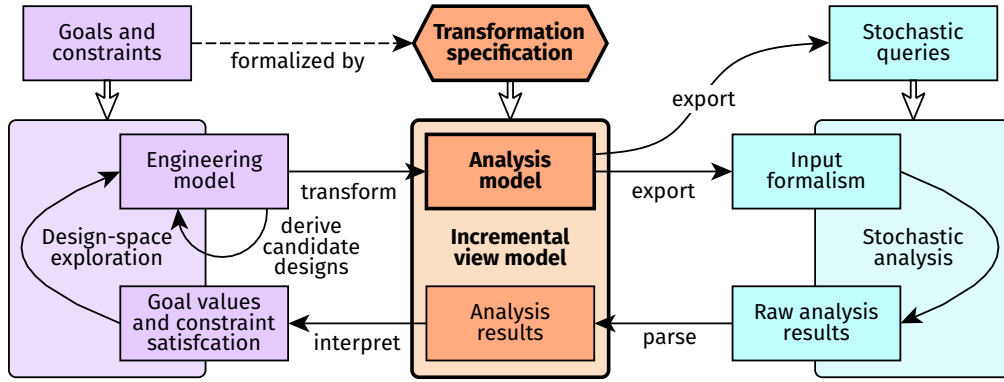 Goals and
constraints
formalized by
Transformation
specification
export
Stochastic
queries
Engineering
model
transform
Analysis
model
export
Input
formalism
Design-space
exploration
derive
candidate
designs
Incremental
view model
Stochastic
analysis
Goal values
and constraint
satisfcation
interpret
Analysis
results
parse
Raw analysis
results